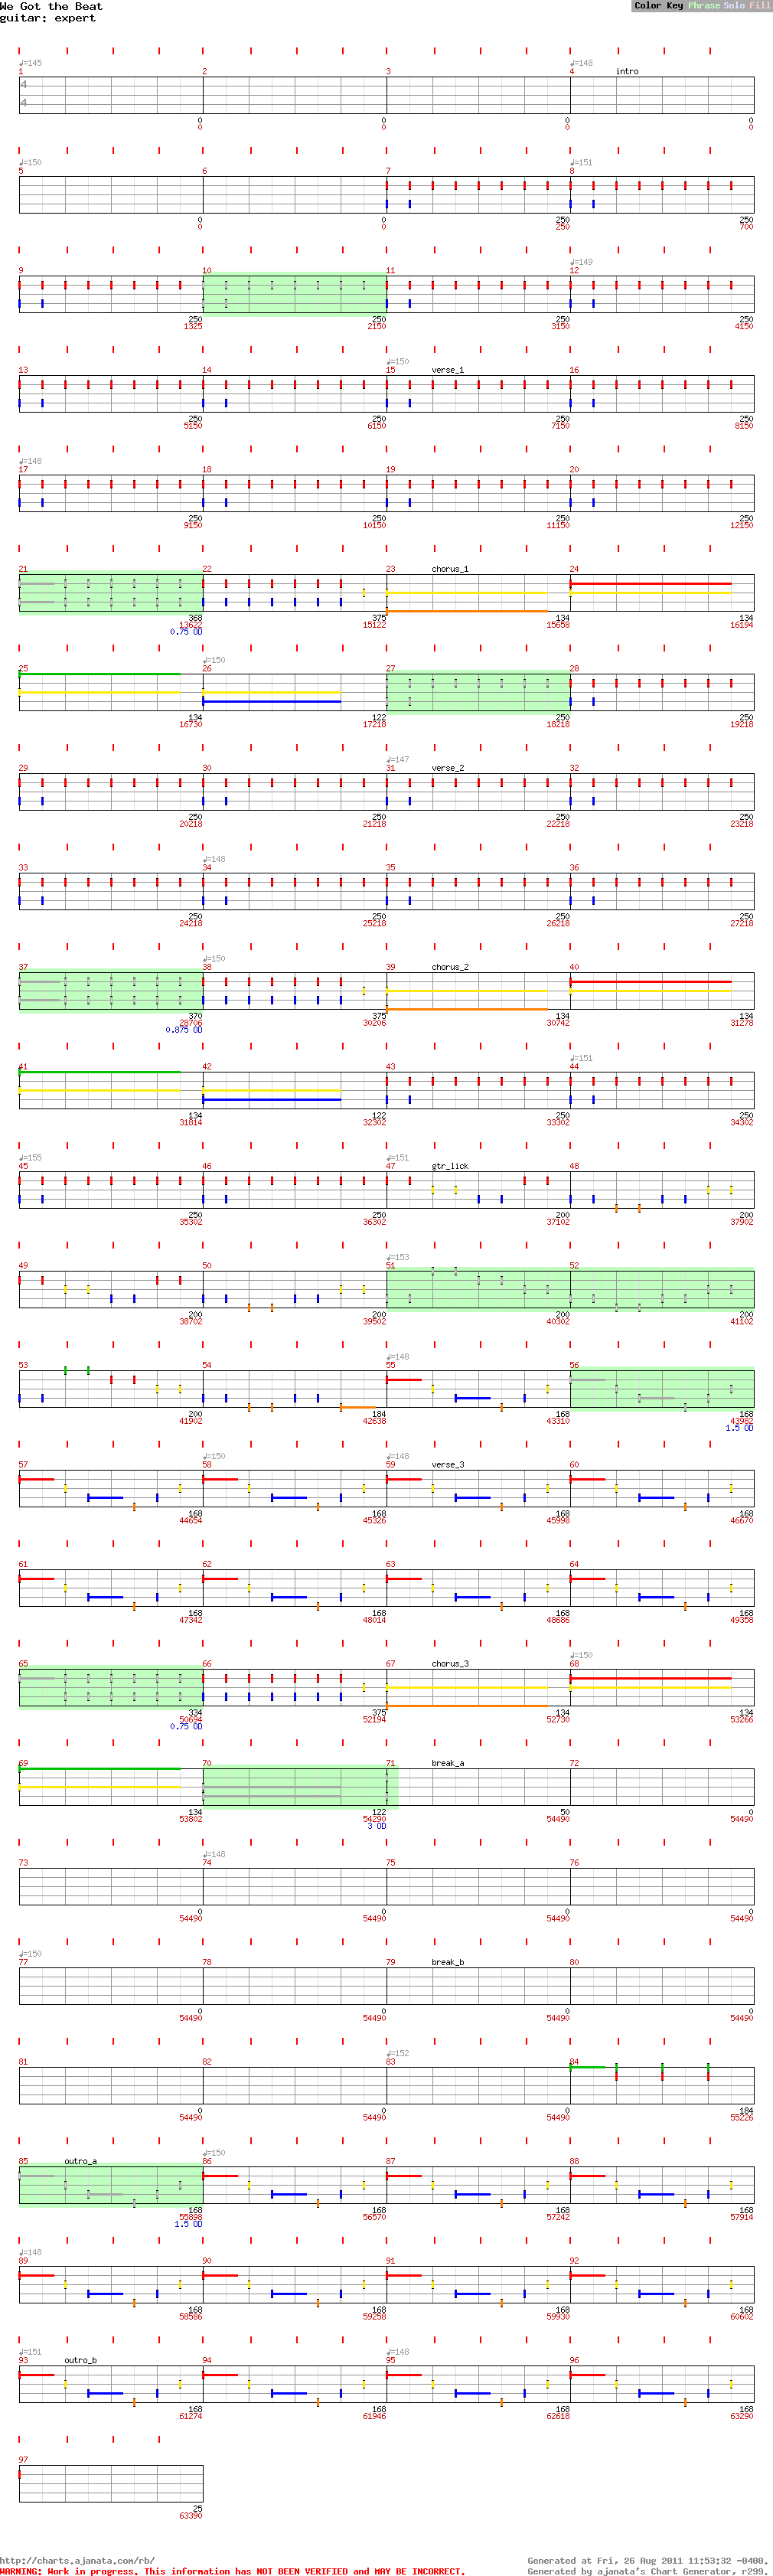 We Got the Beat
guitar: expert
Color Key Phrase Solo Fill
♩=145 ♩=148
1 2 3 4 intro
4
4
0 0 0 0
0 0 0 0
♩=150 ♩=151
5 6 7 8
0 0 250 250
0 0 250 700
♩=149
9 10 11 12
250 250 250 250
1325 2150 3150 4150
♩=150
13 14 15 verse_1 16
250 250 250 250
5150 6150 7150 8150
♩=148
17 18 19 20
250 250 250 250
9150 10150 11150 12150
21 22 23 chorus_1 24
368 375 134 134
13622 15122 15658 16194
0.75 OD
♩=150
25 26 27 28
134 122 250 250
16730 17218 18218 19218
♩=147
29 30 31 verse_2 32
250 250 250 250
20218 21218 22218 23218
♩=148
33 34 35 36
250 250 250 250
24218 25218 26218 27218
♩=150
37 38 39 chorus_2 40
370 375 134 134
28706 30206 30742 31278
0.875 OD
♩=151
41 42 43 44
134 122 250 250
31814 32302 33302 34302
♩=155 ♩=151
45 46 47 gtr_lick 48
250 250 200 200
35302 36302 37102 37902
♩=153
49 50 51 52
200 200 200 200
38702 39502 40302 41102
♩=148
53 54 55 56
200 184 168 168
41902 42638 43310 43982
1.5 OD
♩=150 ♩=148
57 58 59 verse_3 60
168 168 168 168
44654 45326 45998 46670
61 62 63 64
168 168 168 168
47342 48014 48686 49358
♩=150
65 66 67 chorus_3 68
334 375 134 134
50694 52194 52730 53266
0.75 OD
69 70 71 break_a 72
134 122 50 0
53802 54290 54490 54490
3 OD
♩=148
73 74 75 76
0 0 0 0
54490 54490 54490 54490
♩=150
77 78 79 break_b 80
0 0 0 0
54490 54490 54490 54490
♩=152
81 82 83 84
0 0 0 184
54490 54490 54490 55226
♩=150
85 outro_a 86 87 88
168 168 168 168
55898 56570 57242 57914
1.5 OD
♩=148
89 90 91 92
168 168 168 168
58586 59258 59930 60602
♩=151 ♩=148
93 outro_b 94 95 96
168 168 168 168
61274 61946 62618 63290
97
25
63390
http://charts.ajanata.com/rb/ Generated at Fri, 26 Aug 2011 11:53:32 -0400.
WARNING: Work in progress. This information has NOT BEEN VERIFIED and MAY BE INCORRECT. Generated by ajanata's Chart Generator, r299.